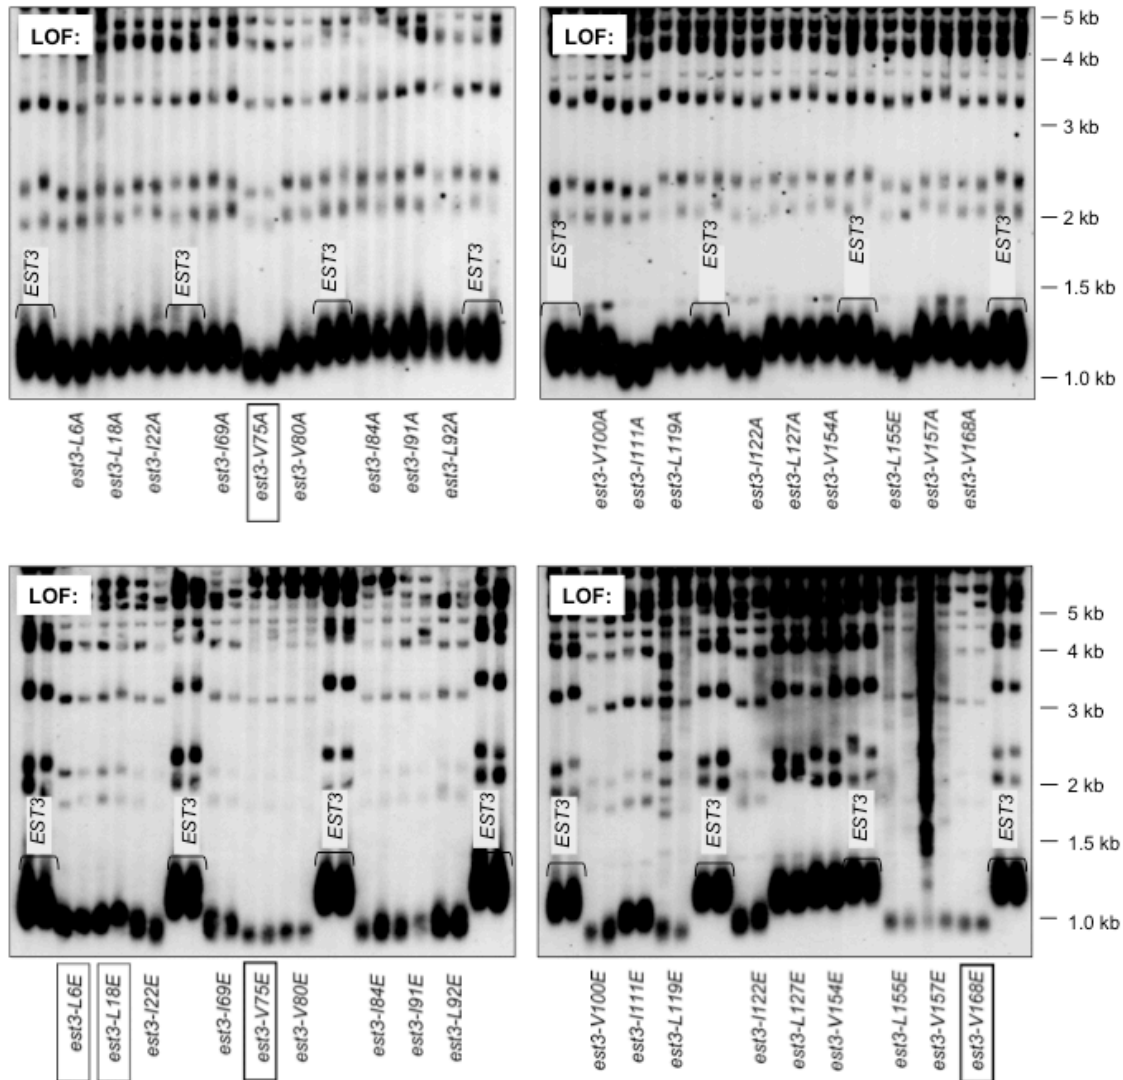 LOF:
LOF:
EST3
EST3
EST3
EST3
EST3
EST3
EST3
EST3
5 kb
4 kb
3 kb
2 kb
1.5 kb
1.0 kb
est3-L6A
est3-L18A
est3-I22A
est3-I69A
est3-V75A
est3-V80A
est3-I84A
est3-I91A
est3-L92A
est3-V100A
est3-I111A
est3-L119A
est3-I122A
est3-L127A
est3-V154A
est3-L155E
est3-V157A
est3-V168A
LOF:
LOF:
EST3
EST3
EST3
EST3
EST3
EST3
EST3
EST3
5 kb
4 kb
3 kb
2 kb
1.5 kb
1.0 kb
est3-L6E
est3-L18E
est3-I22E
est3-I69E
est3-V75E
est3-V80E
est3-I84E
est3-I91E
est3-L92E
est3-V100E
est3-I111E
est3-L119E
est3-I122E
est3-L127E
est3-V154E
est3-L155E
est3-V157E
est3-V168E